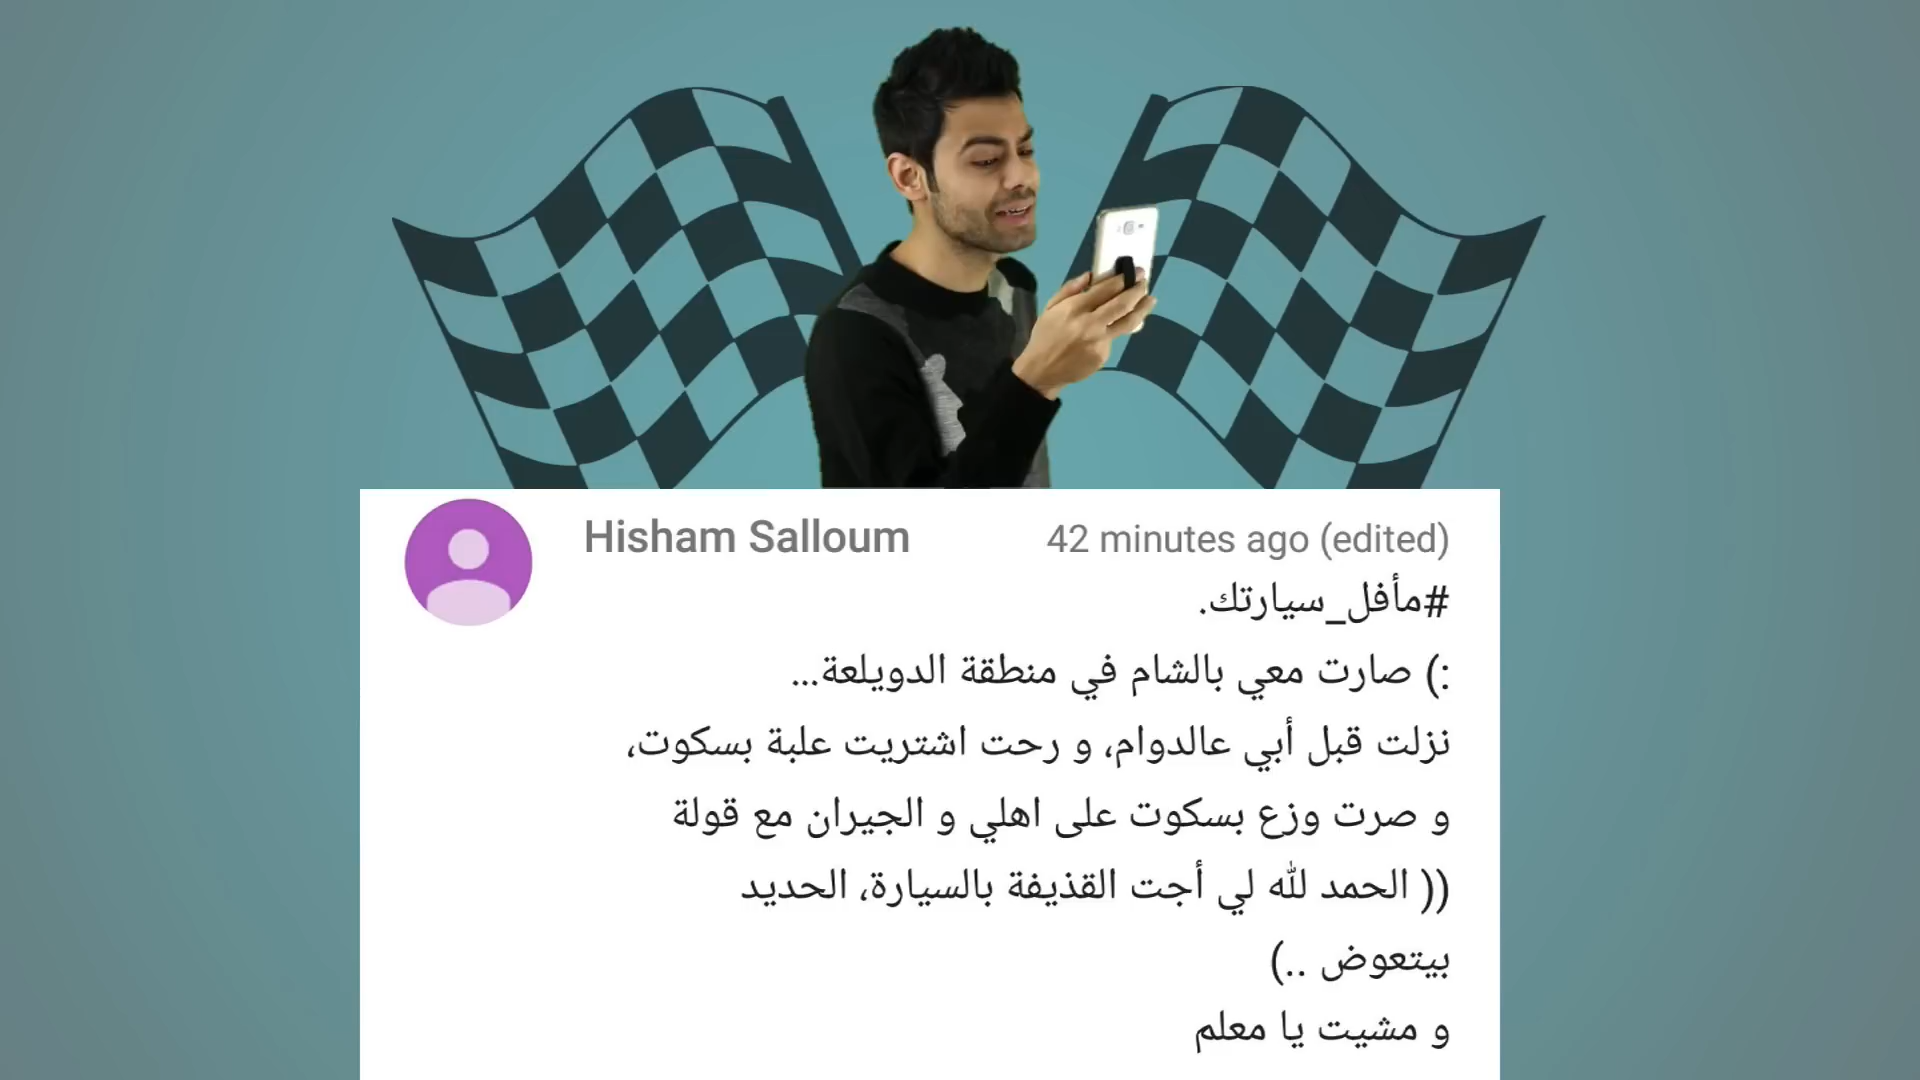 Hisham Salloum
42 minutes ago (edited)
#مأفل_سيارتك.
:) صارت معي بالشام في منطقة الدويلعة...
نزلت قبل أبي عالدوام، و رحت اشتريت علبة بسكوت،
و صرت وزع بسكوت على اهلي و الجيران مع قولة
(( الحمد لله لي أجت القذيفة بالسيارة، الحديد
بيتعوض ..)
و مشيت يا معلم